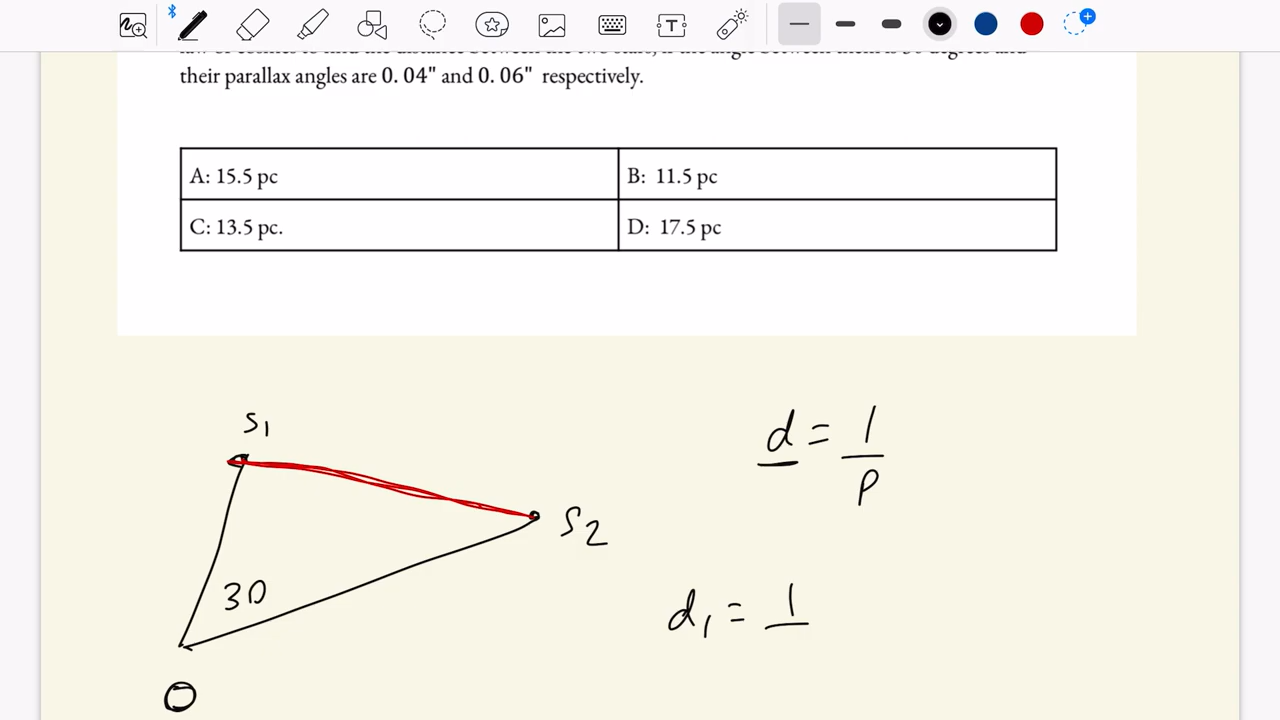 their parallax angles are 0.04" and 0.06" respectively.
A: 15.5 pc
B: 11.5 pc
C: 13.5 pc.
D: 17.5 pc
S1
d = 1/p
S2
30
d1 = 1
O